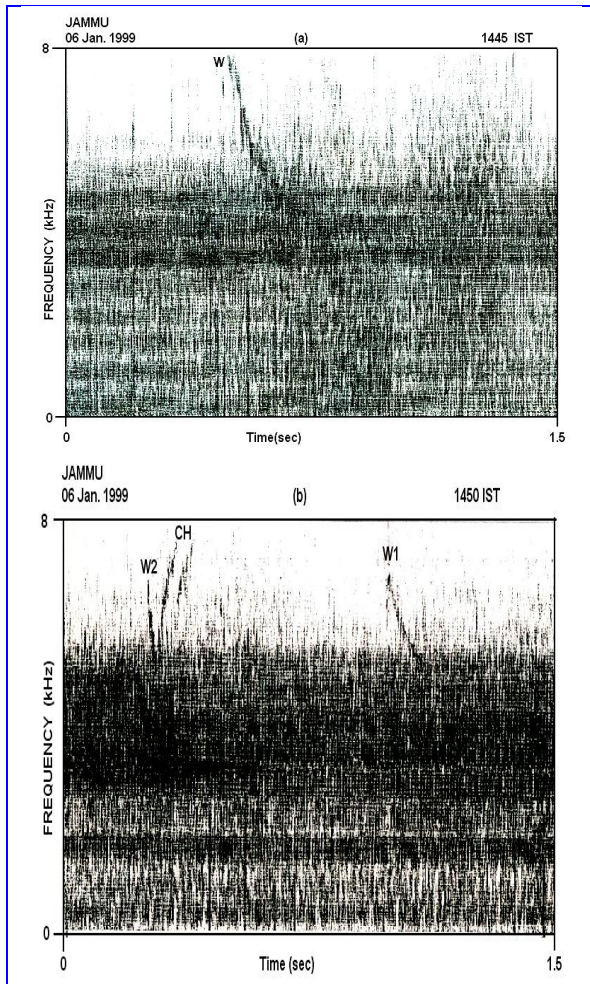 JAMMU
06 Jan. 1999 (a) 1445 IST
8
W
FREQUENCY (kHz)
0
0 Time(sec) 1.5
JAMMU
06 Jan. 1999 (b) 1450 IST
8
CH
W2 W1
FREQUENCY (kHz)
0
0 Time (sec) 1.5